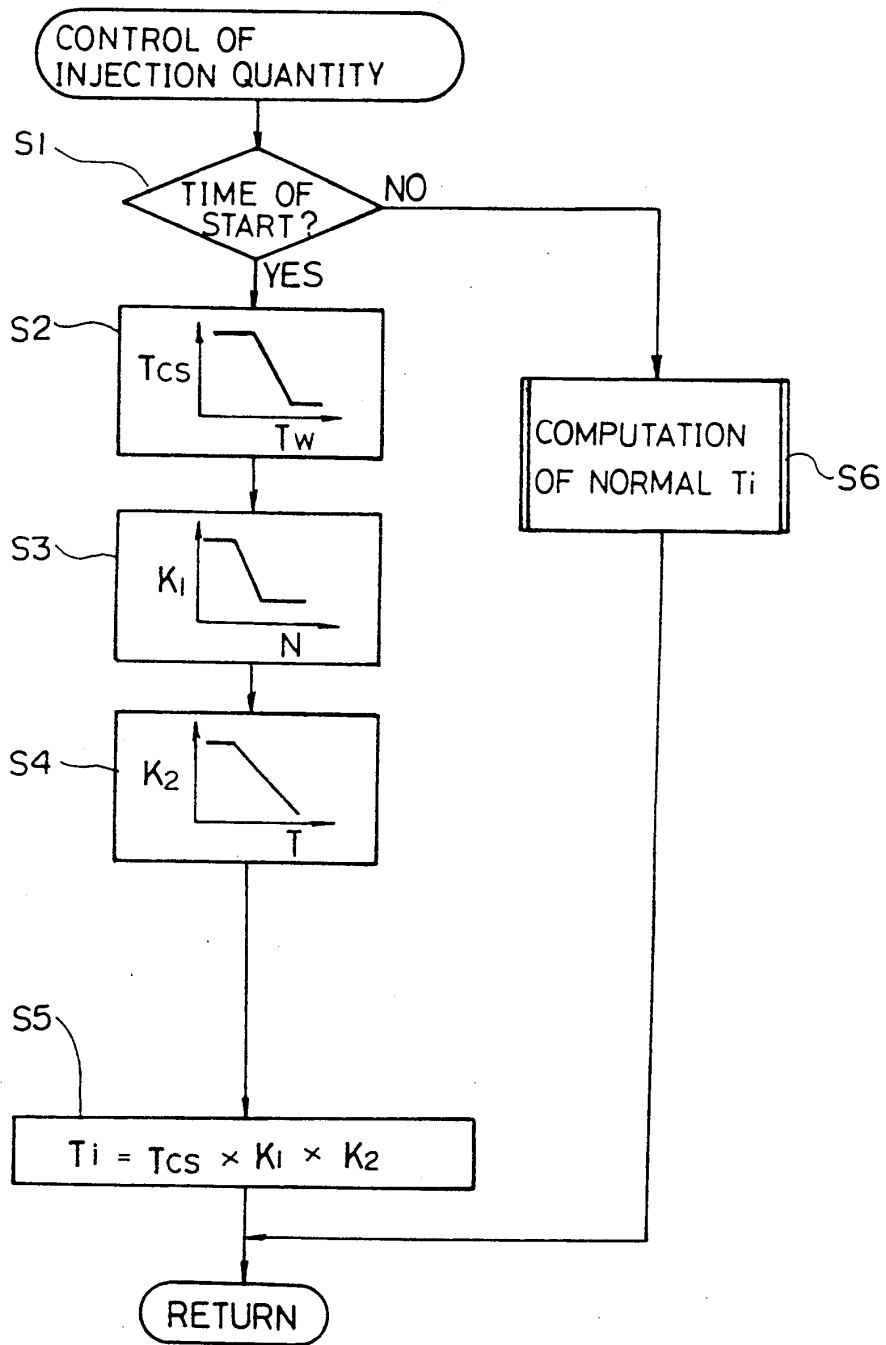 CONTROL OF
INJECTION QUANTITY
S1
TIME OF
START?
NO
YES
S2
Tcs
Tw
COMPUTATION
OF NORMAL Ti
S6
S3
K1
N
S4
K2
T
S5
Ti = Tcs × K1 × K2
RETURN